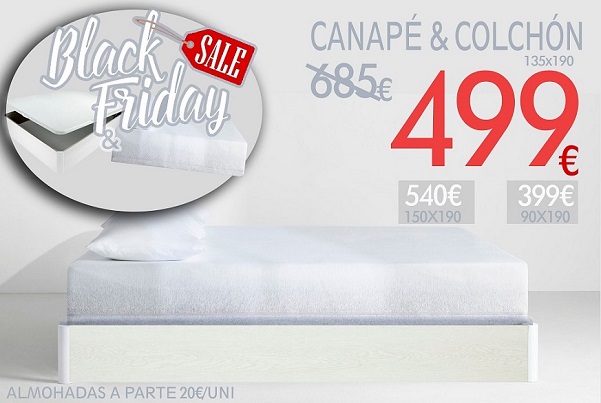 Black
Friday
&
SALE
CANAPÉ & COLCHÓN
135x190
685€
499€
540€
150X190
399€
90X190
ALMOHADAS A PARTE 20€/UNI